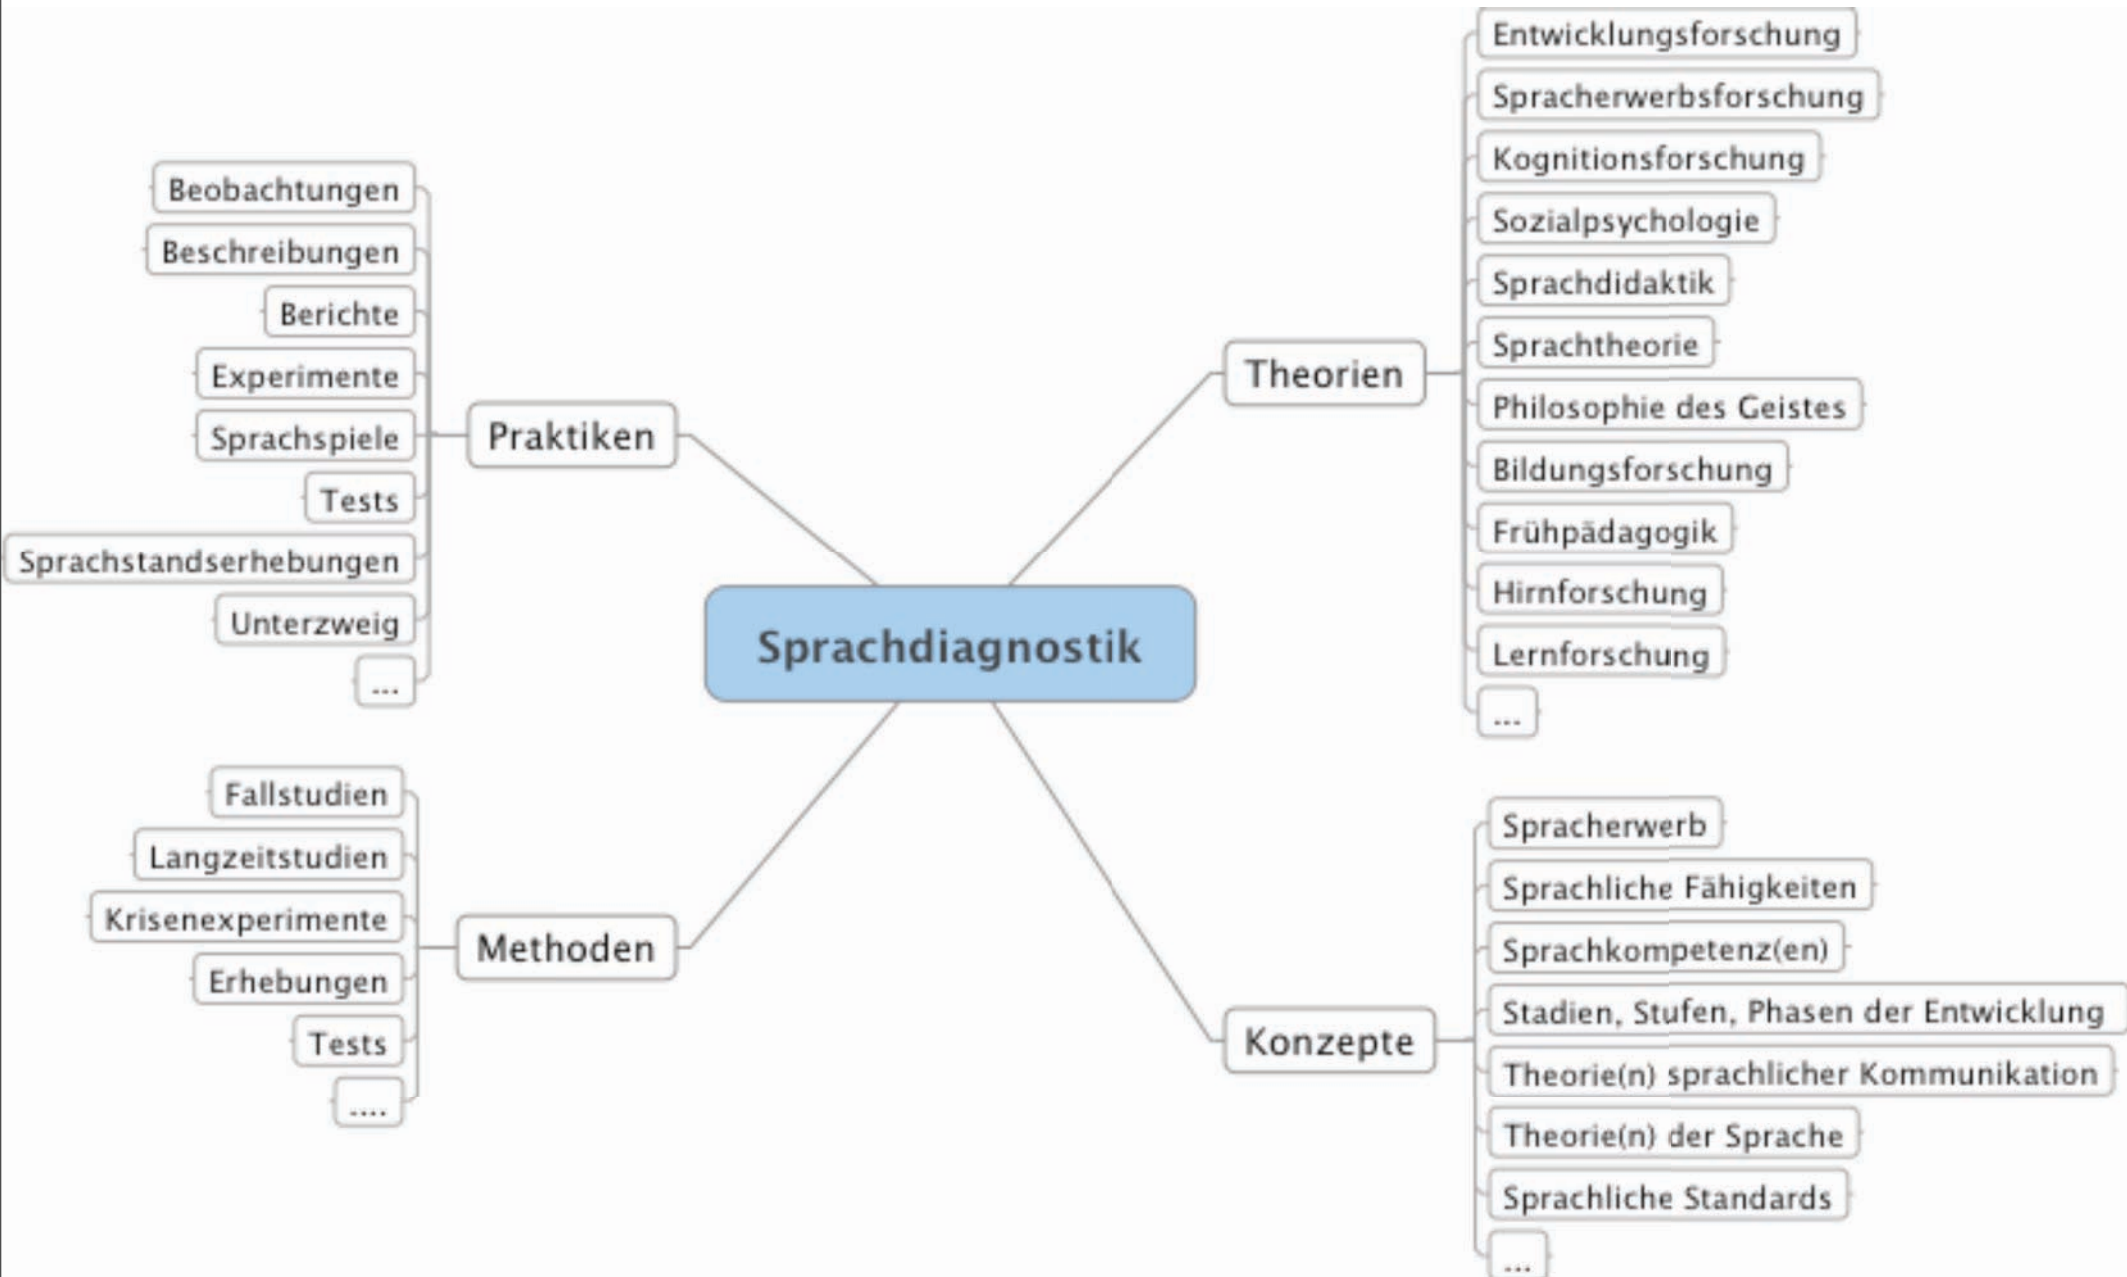 Sprachdiagnostik
Praktiken
Beobachtungen
Beschreibungen
Berichte
Experimente
Sprachspiele
Tests
Sprachstandserhebungen
Unterzweig
...
Methoden
Fallstudien
Langzeitstudien
Krisenexperimente
Erhebungen
Tests
....
Theorien
Entwicklungsforschung
Spracherwerbsforschung
Kognitionsforschung
Sozialpsychologie
Sprachdidaktik
Sprachtheorie
Philosophie des Geistes
Bildungsforschung
Frühpädagogik
Hirnforschung
Lernforschung
...
Konzepte
Spracherwerb
Sprachliche Fähigkeiten
Sprachkompetenz(en)
Stadien, Stufen, Phasen der Entwicklung
Theorie(n) sprachlicher Kommunikation
Theorie(n) der Sprache
Sprachliche Standards
...